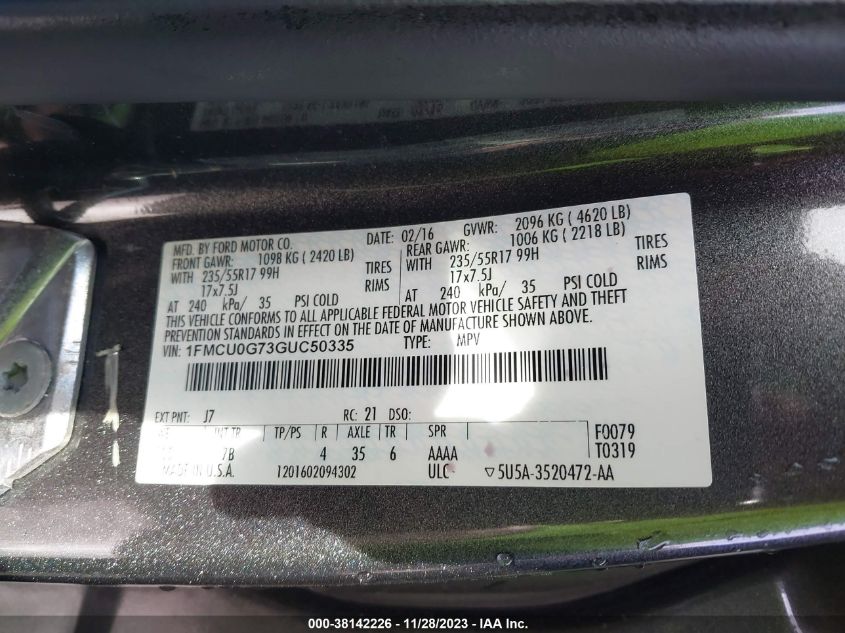 MFD. BY FORD MOTOR CO. DATE: 02/16 GVWR: 2096 KG ( 4620 LB)
FRONT GAWR: 1098 KG ( 2420 LB) REAR GAWR: 1006 KG ( 2218 LB)
WITH 235/55R17 99H TIRES WITH 235/55R17 99H TIRES
17x7.5J RIMS 17x7.5J RIMS
AT 240 kPa/ 35 PSI COLD AT 240 kPa/ 35 PSI COLD
THIS VEHICLE CONFORMS TO ALL APPLICABLE FEDERAL MOTOR VEHICLE SAFETY AND THEFT
PREVENTION STANDARDS IN EFFECT ON THE DATE OF MANUFACTURE SHOWN ABOVE.
VIN: 1FMCU0G73GUC50335 TYPE: MPV
EXT PNT: J7 RC: 21 DSO:
INT TR TP/PS R AXLE TR SPR F0079
7B 4 35 6 AAAA T0319
MADE IN U.S.A. 1201602094302 ULC ▽5U5A-3520472-AA
000-38142226 - 11/28/2023 - IAA Inc.